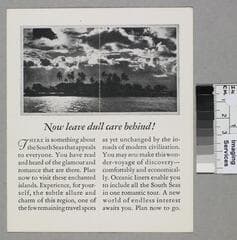 Now leave dull care behind!
THERE is something about
the South Seas that appeals
to everyone. You have read
and heard of the glamour and
romance that are there. Plan
now to visit these enchanted
islands. Experience, for your-
self, the subtle allure and
charm of this region, one of
the few remaining travel spots
as yet unchanged by the in-
roads of modern civilization.
You may now make this won-
der-voyage of discovery—
comfortably and economical-
ly. Oceanic liners enable you
to include all the South Seas
in one romantic tour. A new
world of endless interest
awaits you. Plan now to go.
Imaging
Services